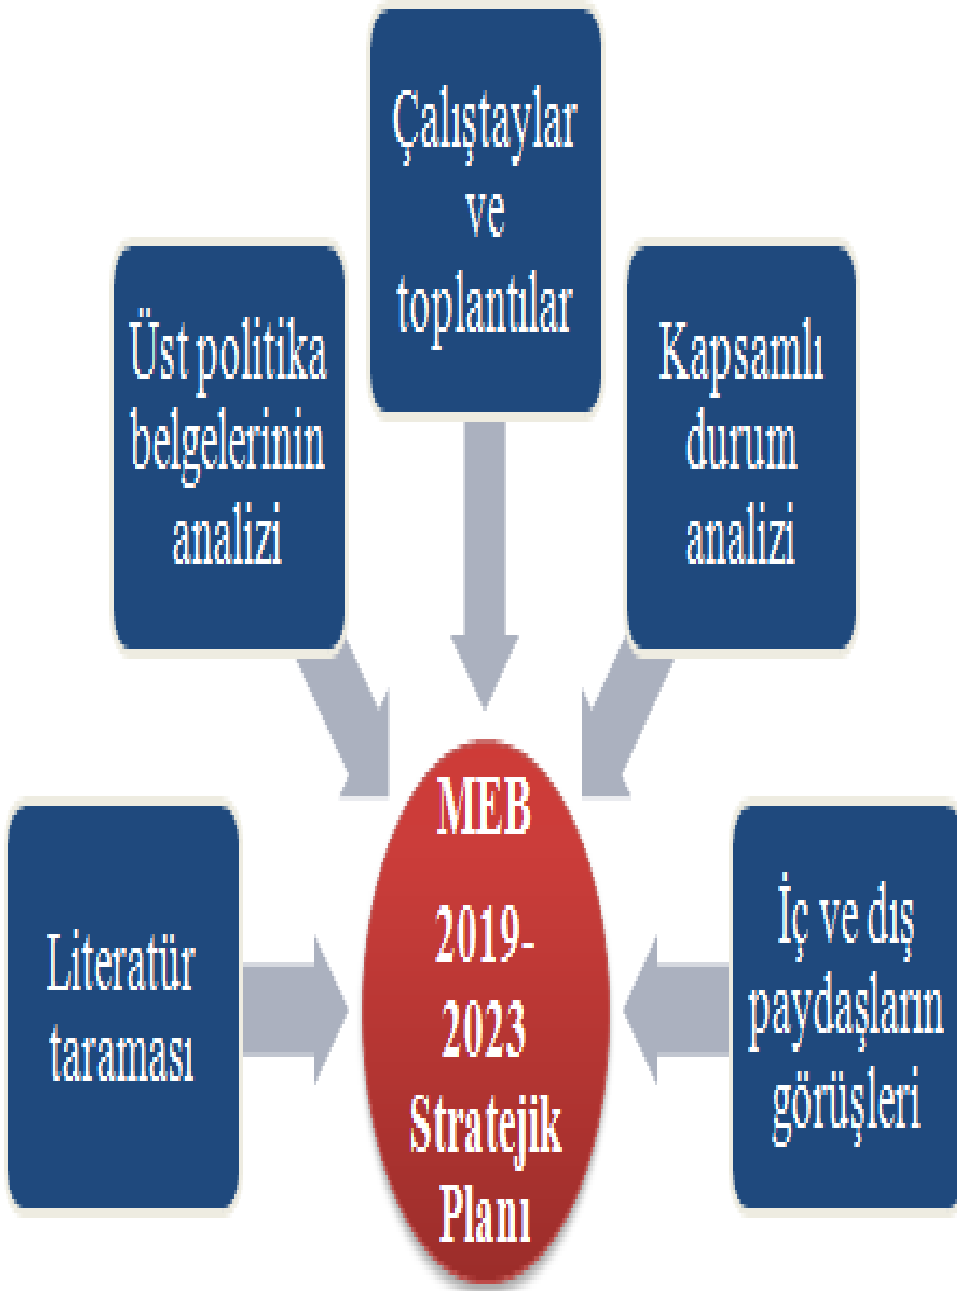 Çalıştaylar
ve
toplantılar
Üst politika
belgelerinin
analizi
Kapsamlı
durum
analizi
Literatür
taraması
MEB
2019-
2023
Stratejik
Planı
İç ve dış
paydaşların
görüşleri